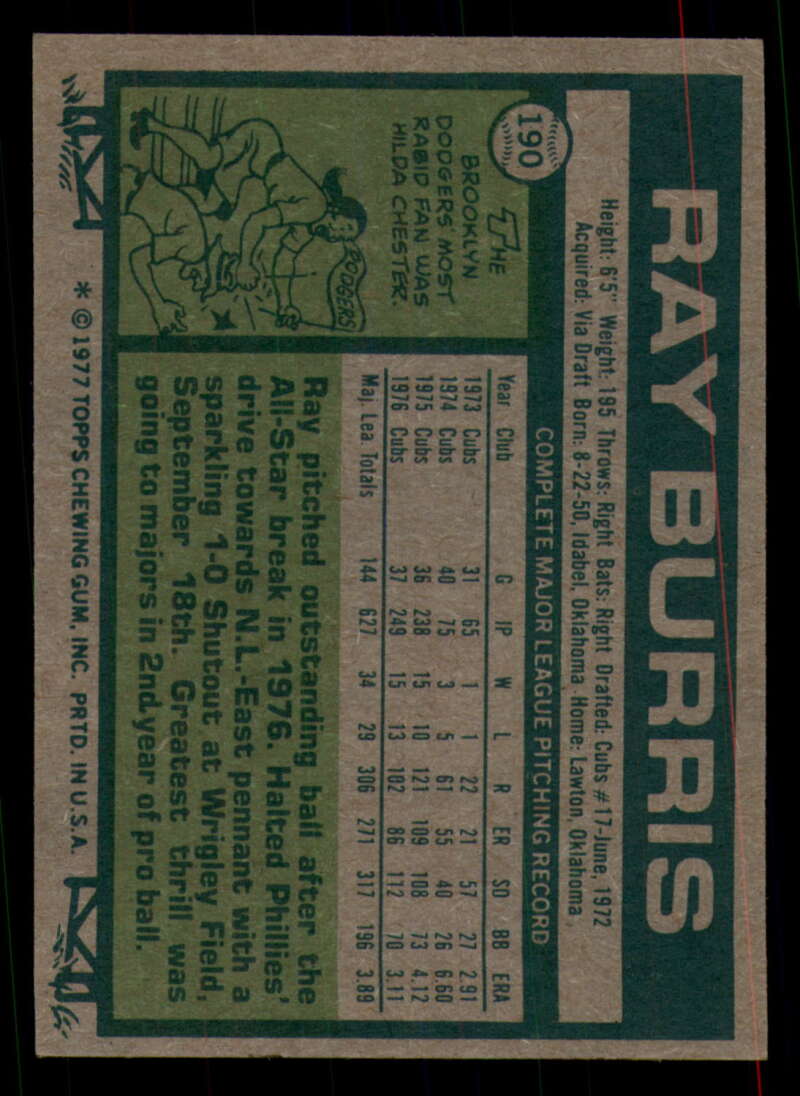 190
RAY BURRIS
Height: 6'5" Weight: 195 Throws: Right Bats: Right Drafted: Cubs #17-June, 1972
Acquired: Via Draft Born: 8-22-50, Idabel, Oklahoma Home: Lawton, Oklahoma
COMPLETE MAJOR LEAGUE PITCHING RECORD
Year Club G IP W L R ER SO BB ERA
1973 Cubs 31 65 1 1 22 21 57 27 2.91
1974 Cubs 40 75 3 5 61 55 40 26 6.60
1975 Cubs 36 238 15 10 121 109 108 73 4.12
1976 Cubs 37 249 15 13 102 86 112 70 3.11
Maj. Lea. Totals 144 627 34 29 306 271 317 196 3.89
THE
BROOKLYN
DODGERS MOST
RABID FAN WAS
HILDA CHESTER.
DODGERS
Ray pitched outstanding ball after the
All-Star break in 1976. Halted Phillies'
drive towards N.L.-East pennant with a
sparkling 1-0 Shutout at Wrigley Field,
September 18th. Greatest thrill was
going to majors in 2nd year of pro ball.
* © 1977 TOPPS CHEWING GUM, INC. PRTD. IN U.S.A.